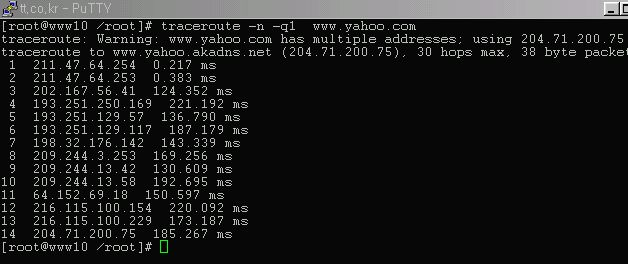 tt,co,kr - PuTTY
[root@www10 /root]# traceroute -n -q1  www.yahoo.com
traceroute: Warning: www.yahoo.com has multiple addresses; using 204.71.200.75
traceroute to www.yahoo.akadns.net (204.71.200.75), 30 hops max, 38 byte packet
 1  211.47.64.254  0.217 ms
 2  211.47.64.253  0.383 ms
 3  202.167.56.41  124.352 ms
 4  193.251.250.169  221.192 ms
 5  193.251.129.57  136.790 ms
 6  193.251.129.117  187.179 ms
 7  198.32.176.142  143.339 ms
 8  209.244.3.253  169.256 ms
 9  209.244.13.42  130.609 ms
10  209.244.13.58  192.695 ms
11  64.152.69.18  150.597 ms
12  216.115.100.154  220.092 ms
13  216.115.100.229  173.187 ms
14  204.71.200.75  185.267 ms
[root@www10 /root]#